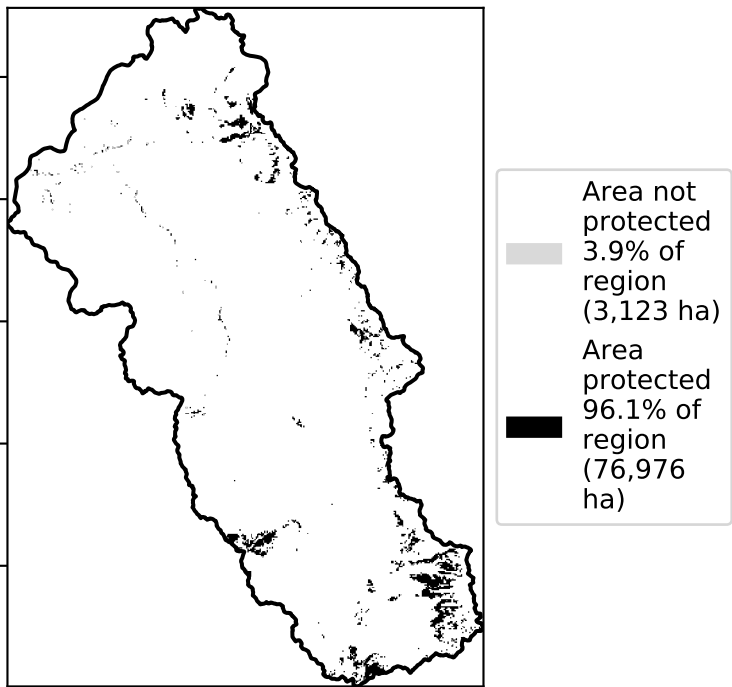 Area not
protected
3.9% of
region
(3,123 ha)
Area
protected
96.1% of
region
(76,976
ha)